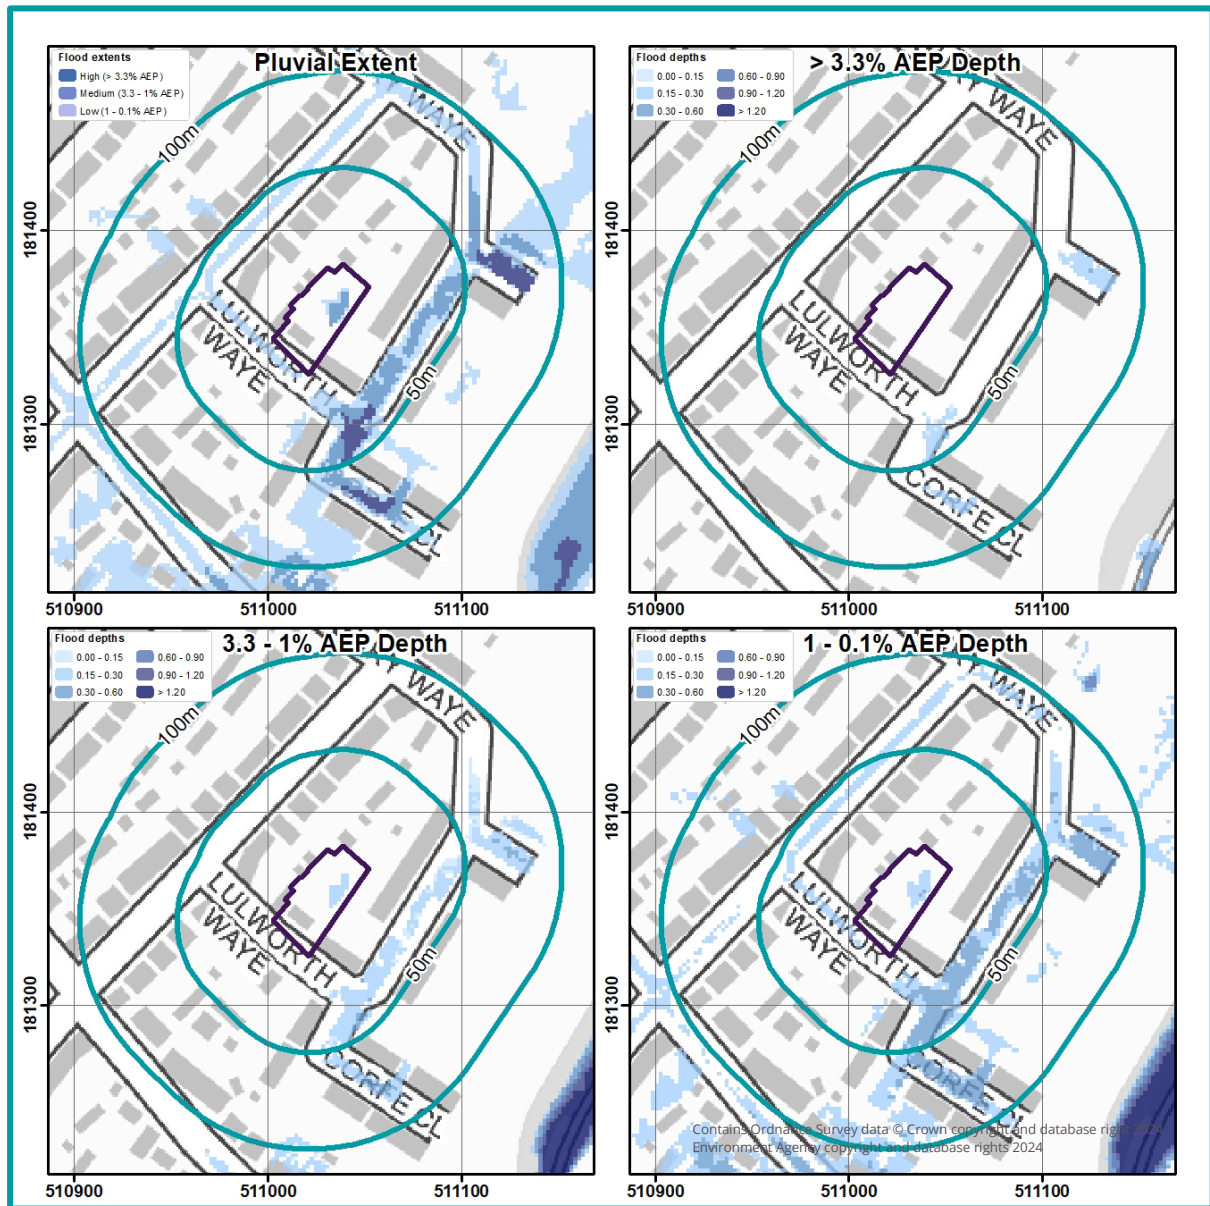 Pluvial Extent
Flood extents
High (> 3.3% AEP)
Medium (3.3 - 1% AEP)
Low (1 - 0.1% AEP)
100m
WAYE
LULWORTH
WAYE
50m
CL
181400
181300
510900
511000
511100
> 3.3% AEP Depth
Flood depths
0.00 - 0.15
0.15 - 0.30
0.30 - 0.60
0.60 - 0.90
0.90 - 1.20
> 1.20
100m
WAYE
LULWORTH
WAYE
50m
CORFE CL
181400
181300
510900
511000
511100
3.3 - 1% AEP Depth
Flood depths
0.00 - 0.15
0.15 - 0.30
0.30 - 0.60
0.60 - 0.90
0.90 - 1.20
> 1.20
100m
WAYE
LULWORTH
WAYE
50m
CORFE CL
181400
181300
510900
511000
511100
1 - 0.1% AEP Depth
Flood depths
0.00 - 0.15
0.15 - 0.30
0.30 - 0.60
0.60 - 0.90
0.90 - 1.20
> 1.20
100m
WAYE
LULWORTH
WAYE
50m
CORFE CL
181400
181300
510900
511000
511100
Contains Ordnance Survey data © Crown copyright and database right 2024
Environment Agency copyright and database rights 2024